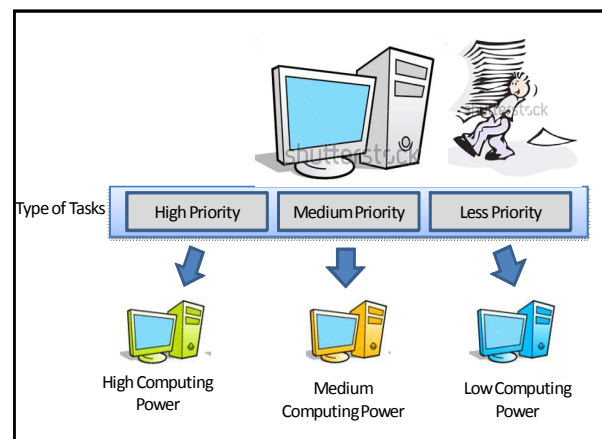 shutterstock
shutterstock
Type of Tasks
High Priority
Medium Priority
Less Priority
High Computing
Power
Medium
Computing Power
Low Computing
Power